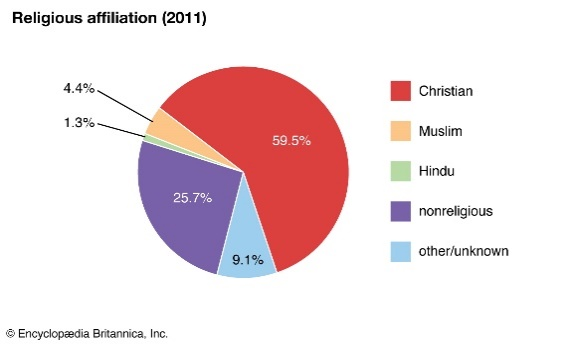 Religious affiliation (2011)
4.4%
1.3%
59.5%
25.7%
9.1%
Christian
Muslim
Hindu
nonreligious
other/unknown
© Encyclopædia Britannica, Inc.